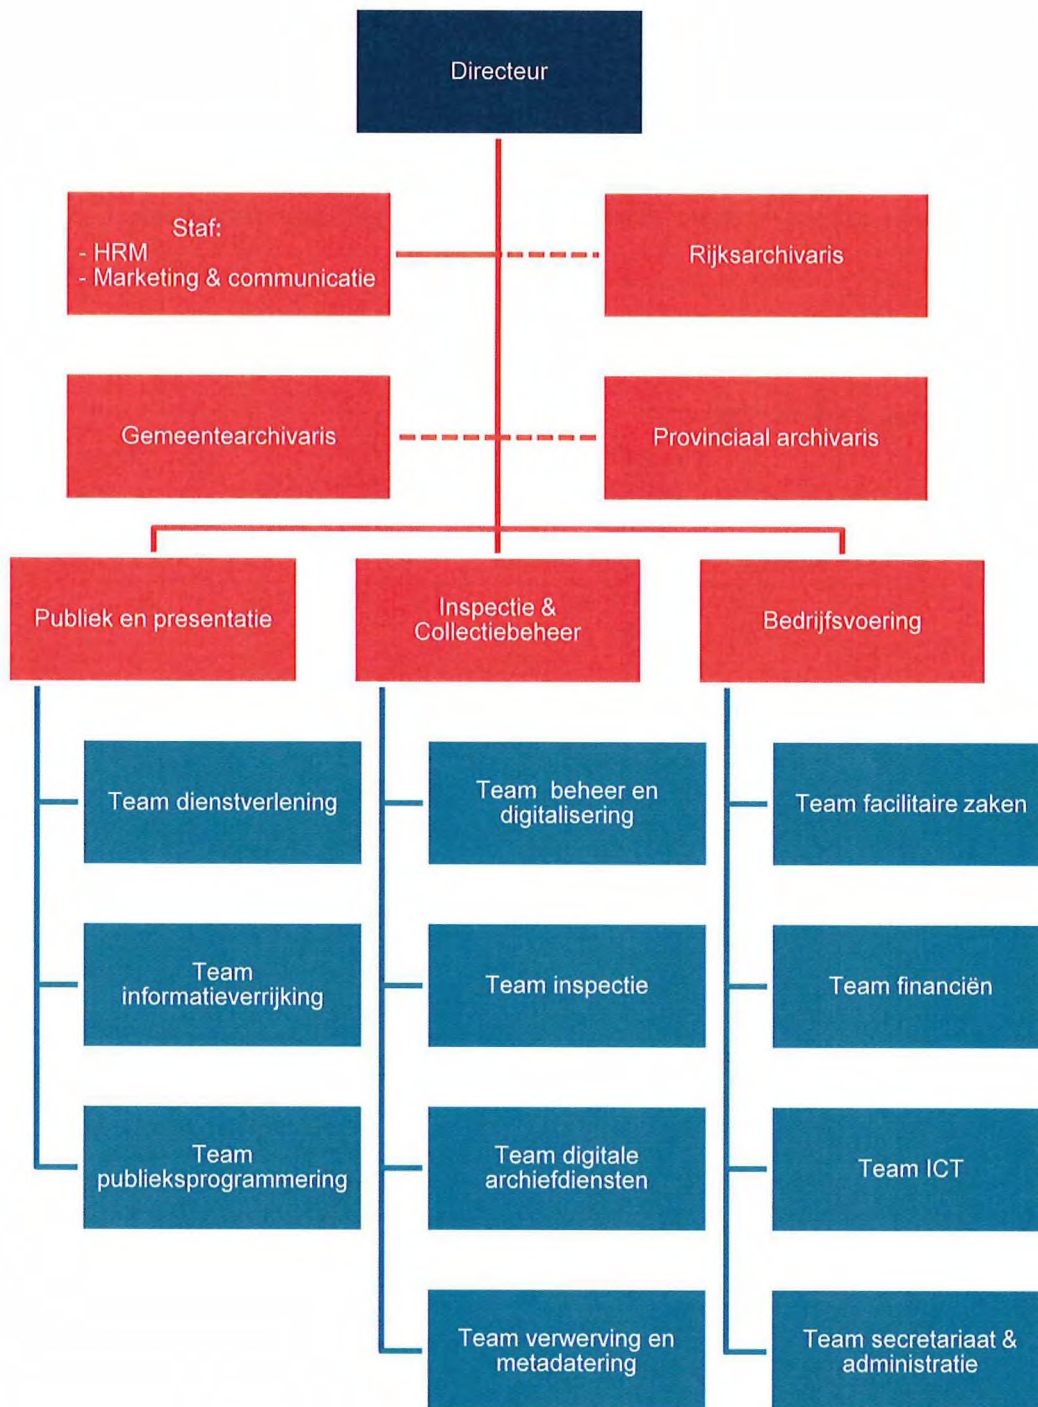 Directeur
Staf:
- HRM
- Marketing & communicatie
Rijksarchivaris
Gemeentearchivaris
Provinciaal archivaris
Publiek en presentatie
Inspectie &
Collectiebeheer
Bedrijfsvoering
Team dienstverlening
Team beheer en
digitalisering
Team facilitaire zaken
Team
informatieverrijking
Team inspectie
Team financiën
Team
publieksprogrammering
Team digitale
archiefdiensten
Team ICT
Team verwerving en
metadatering
Team secretariaat &
administratie